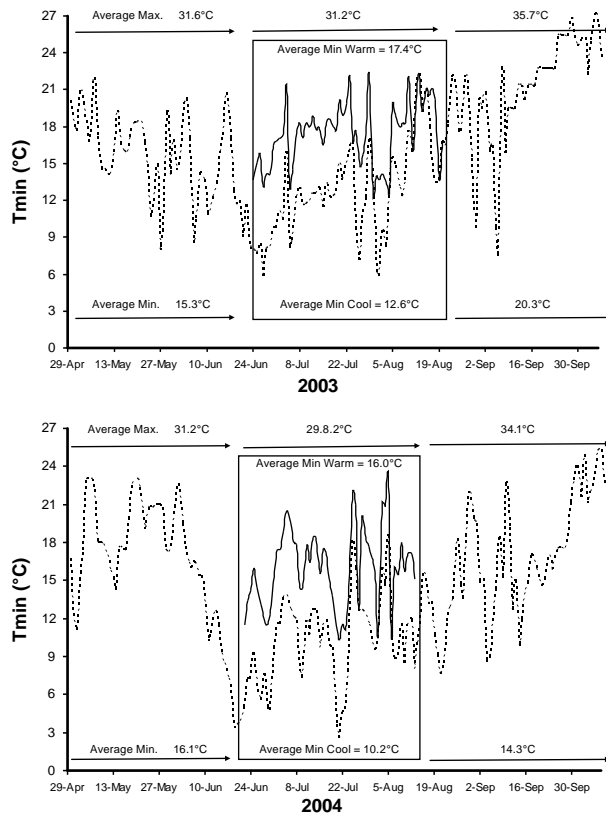 27
Average Max. 31.6°C 31.2°C 35.7°C
24
Average Min Warm = 17.4°C
21
18
15
12
9
6
Average Min. 15.3°C Average Min Cool = 12.6°C 20.3°C
3
0
Tmin (°C)
29-Apr 13-May 27-May 10-Jun 24-Jun 8-Jul 22-Jul 5-Aug 19-Aug 2-Sep 16-Sep 30-Sep
2003
27
Average Max. 31.2°C 29.8.2°C 34.1°C
24
Average Min Warm = 16.0°C
21
18
15
12
9
6
3
Average Min. 16.1°C Average Min Cool = 10.2°C 14.3°C
0
Tmin (°C)
29-Apr 13-May 27-May 10-Jun 24-Jun 8-Jul 22-Jul 5-Aug 19-Aug 2-Sep 16-Sep 30-Sep
2004